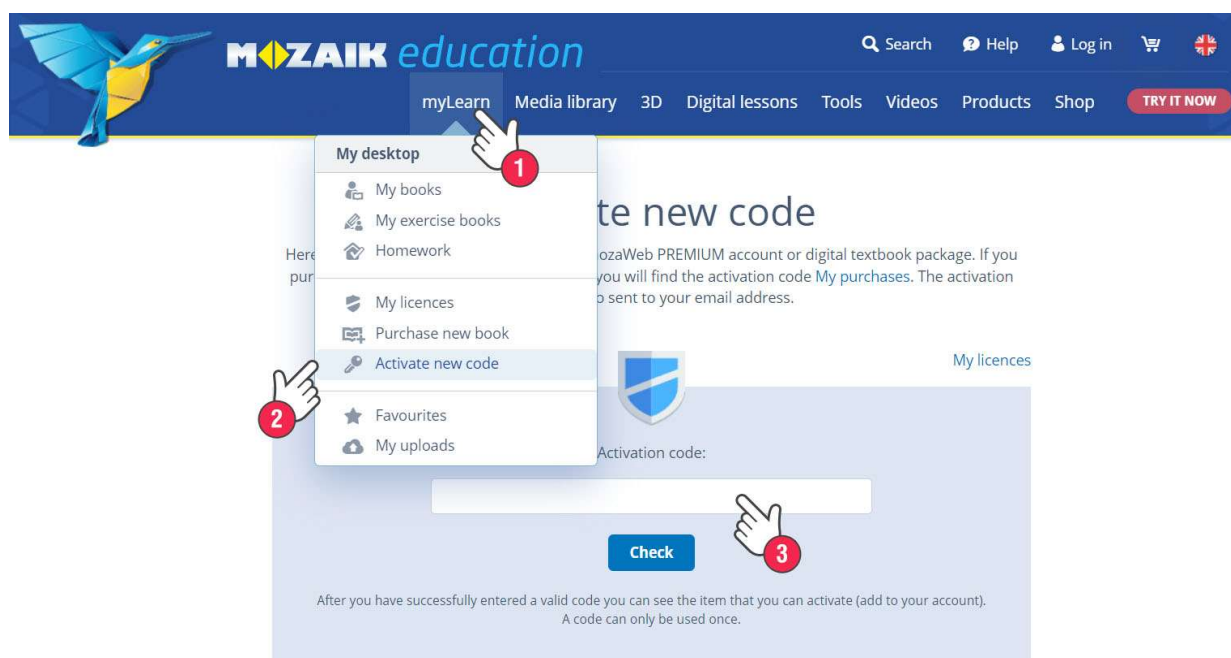 MOZAIK education
Search Help Log in
myLearn Media library 3D Digital lessons Tools Videos Products Shop TRY IT NOW
1
My desktop
My books
My exercise books
Homework
My licences
Purchase new book
Activate new code
2
Favourites
My uploads
te new code
Here ozaWeb PREMIUM account or digital textbook package. If you
pur you will find the activation code My purchases. The activation
sent to your email address.
My licences
Activation code:
Check
3
After you have successfully entered a valid code you can see the item that you can activate (add to your account).
A code can only be used once.